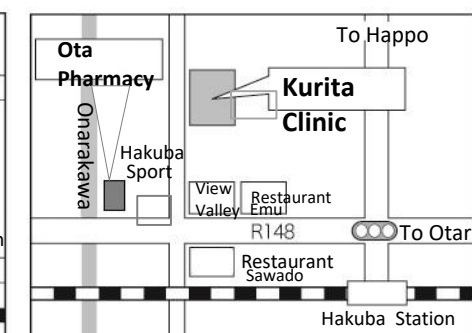 To Happo
Ota
Pharmacy
Kurita
Clinic
Onarakawa
Hakuba
Sport
View
Valley
Restaurant
Emu
R148
To Otar
Restaurant
Sawado
Hakuba Station